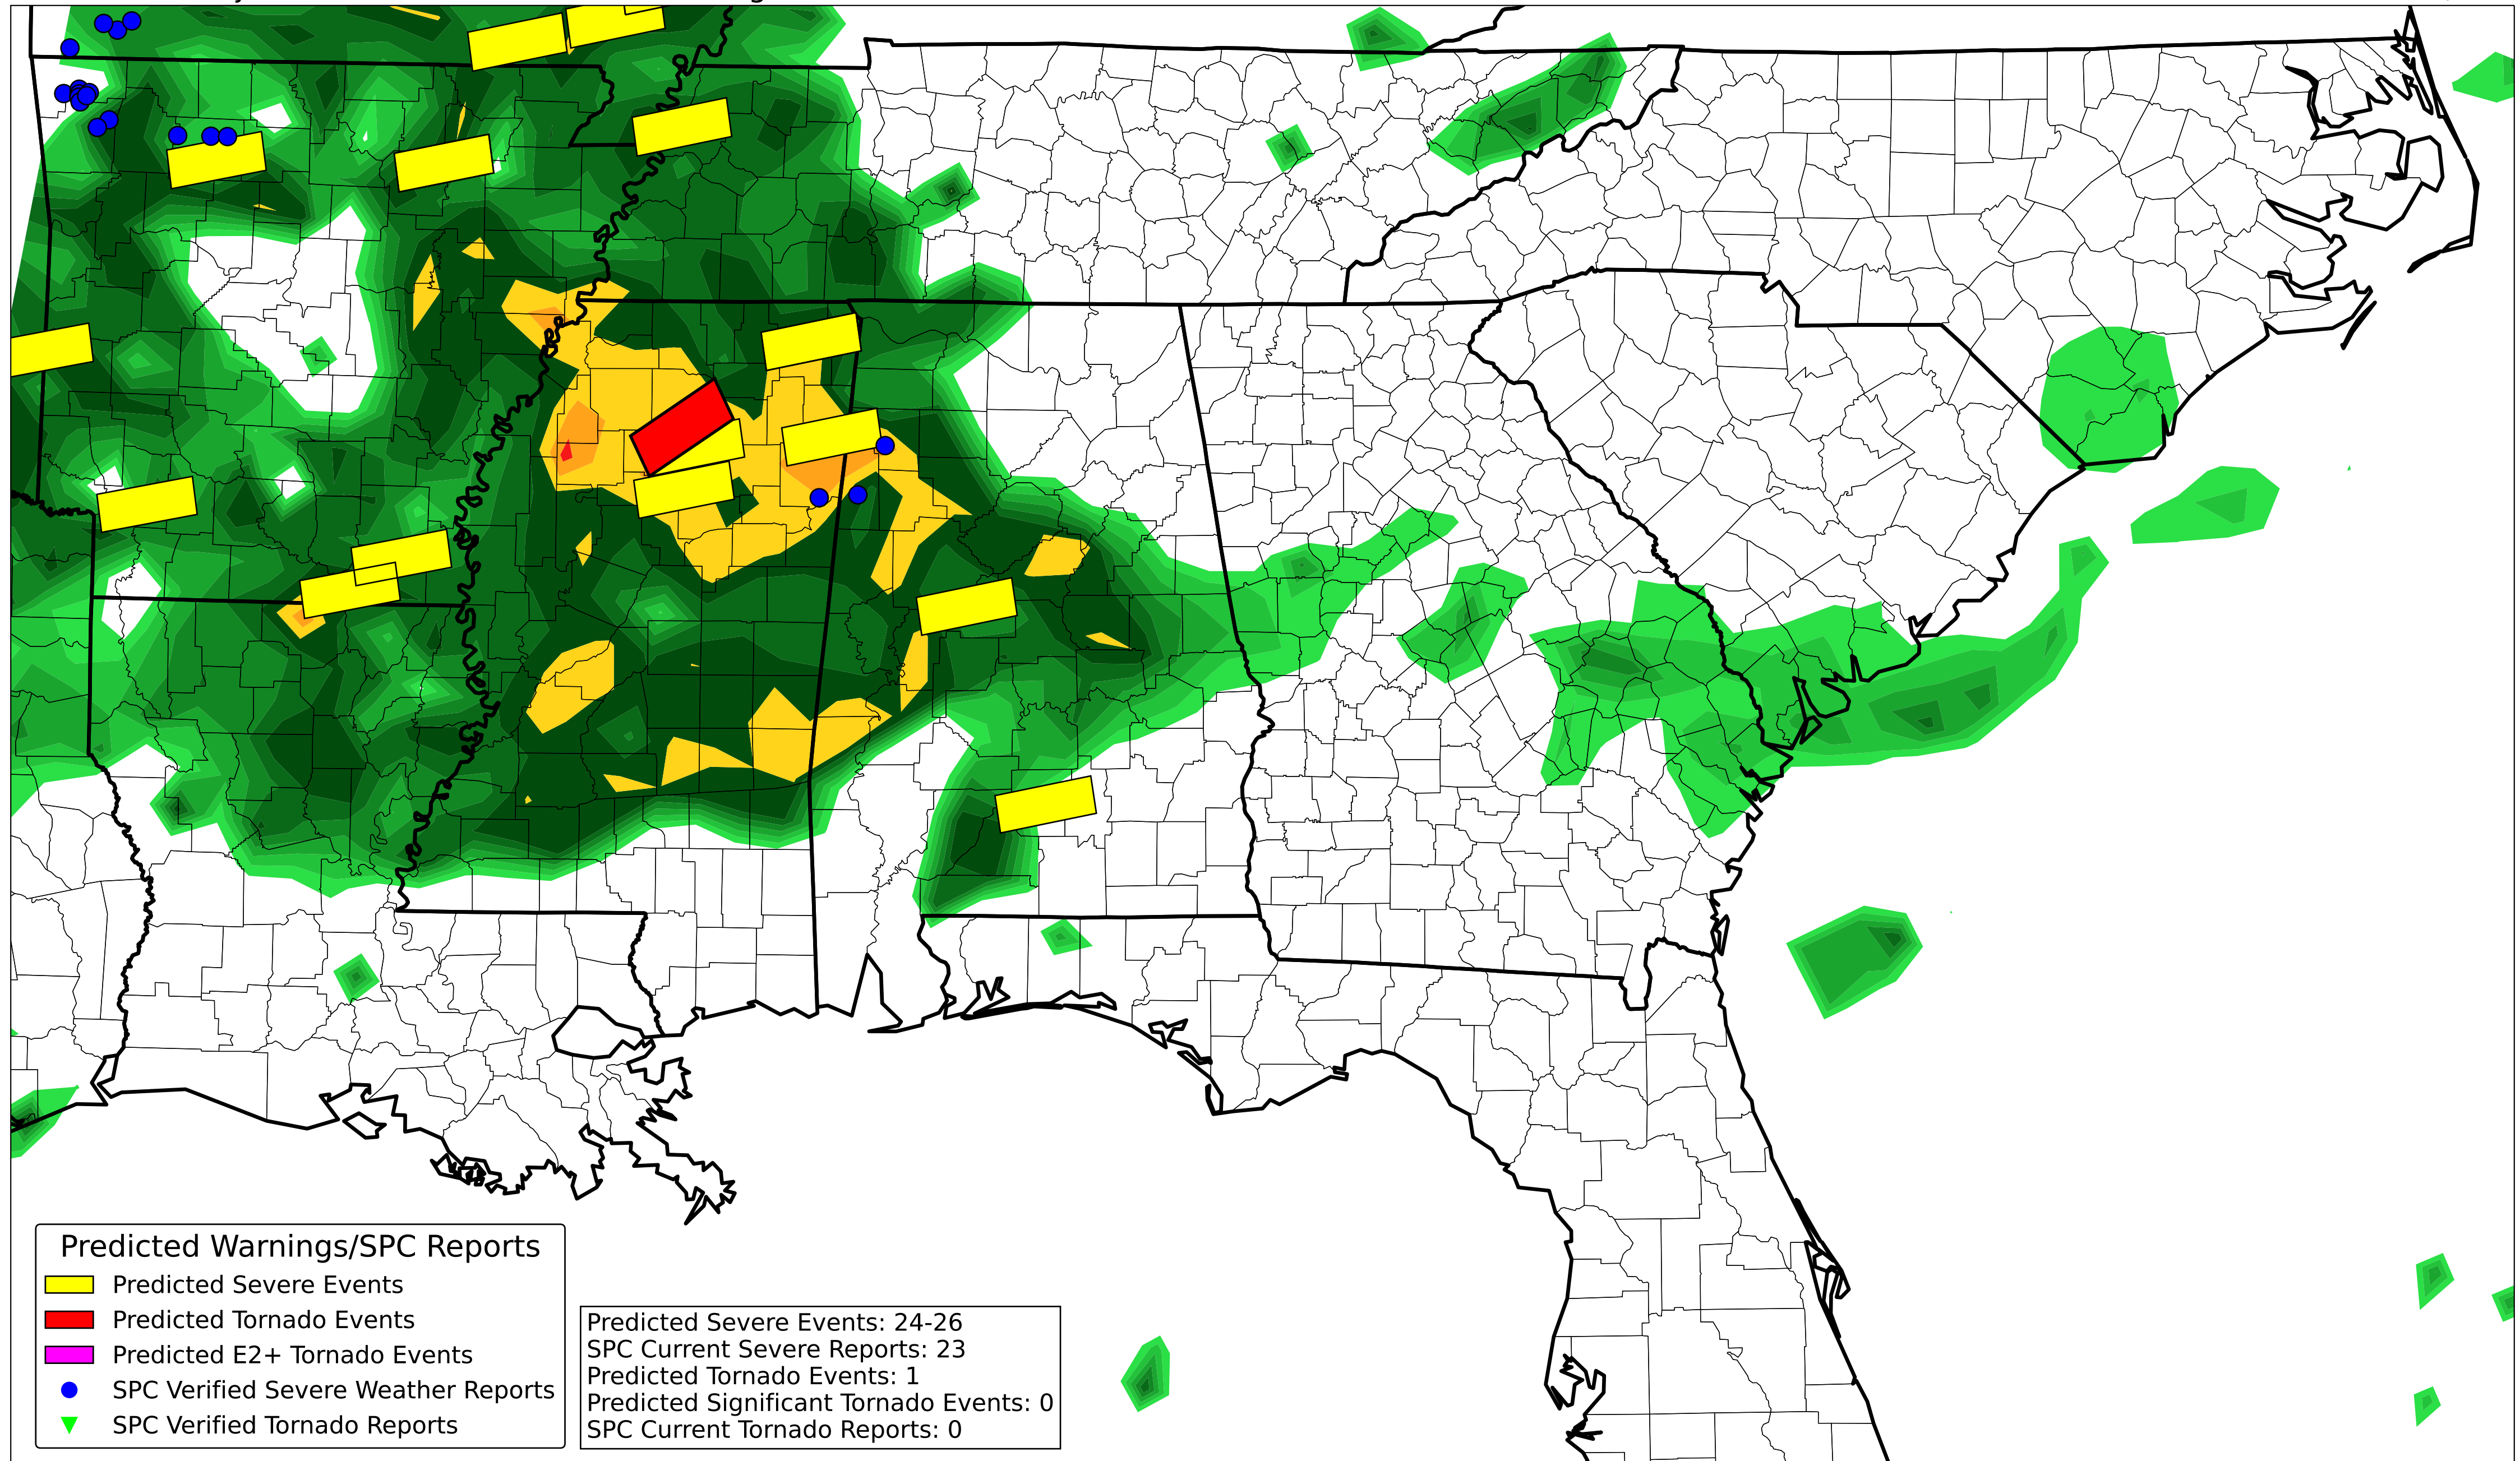 Predicted Warnings/SPC Reports
Predicted Severe Events
Predicted Tornado Events
Predicted E2+ Tornado Events
SPC Verified Severe Weather Reports
SPC Verified Tornado Reports
Predicted Severe Events: 24-26
SPC Current Severe Reports: 23
Predicted Tornado Events: 1
Predicted Significant Tornado Events: 0
SPC Current Tornado Reports: 0